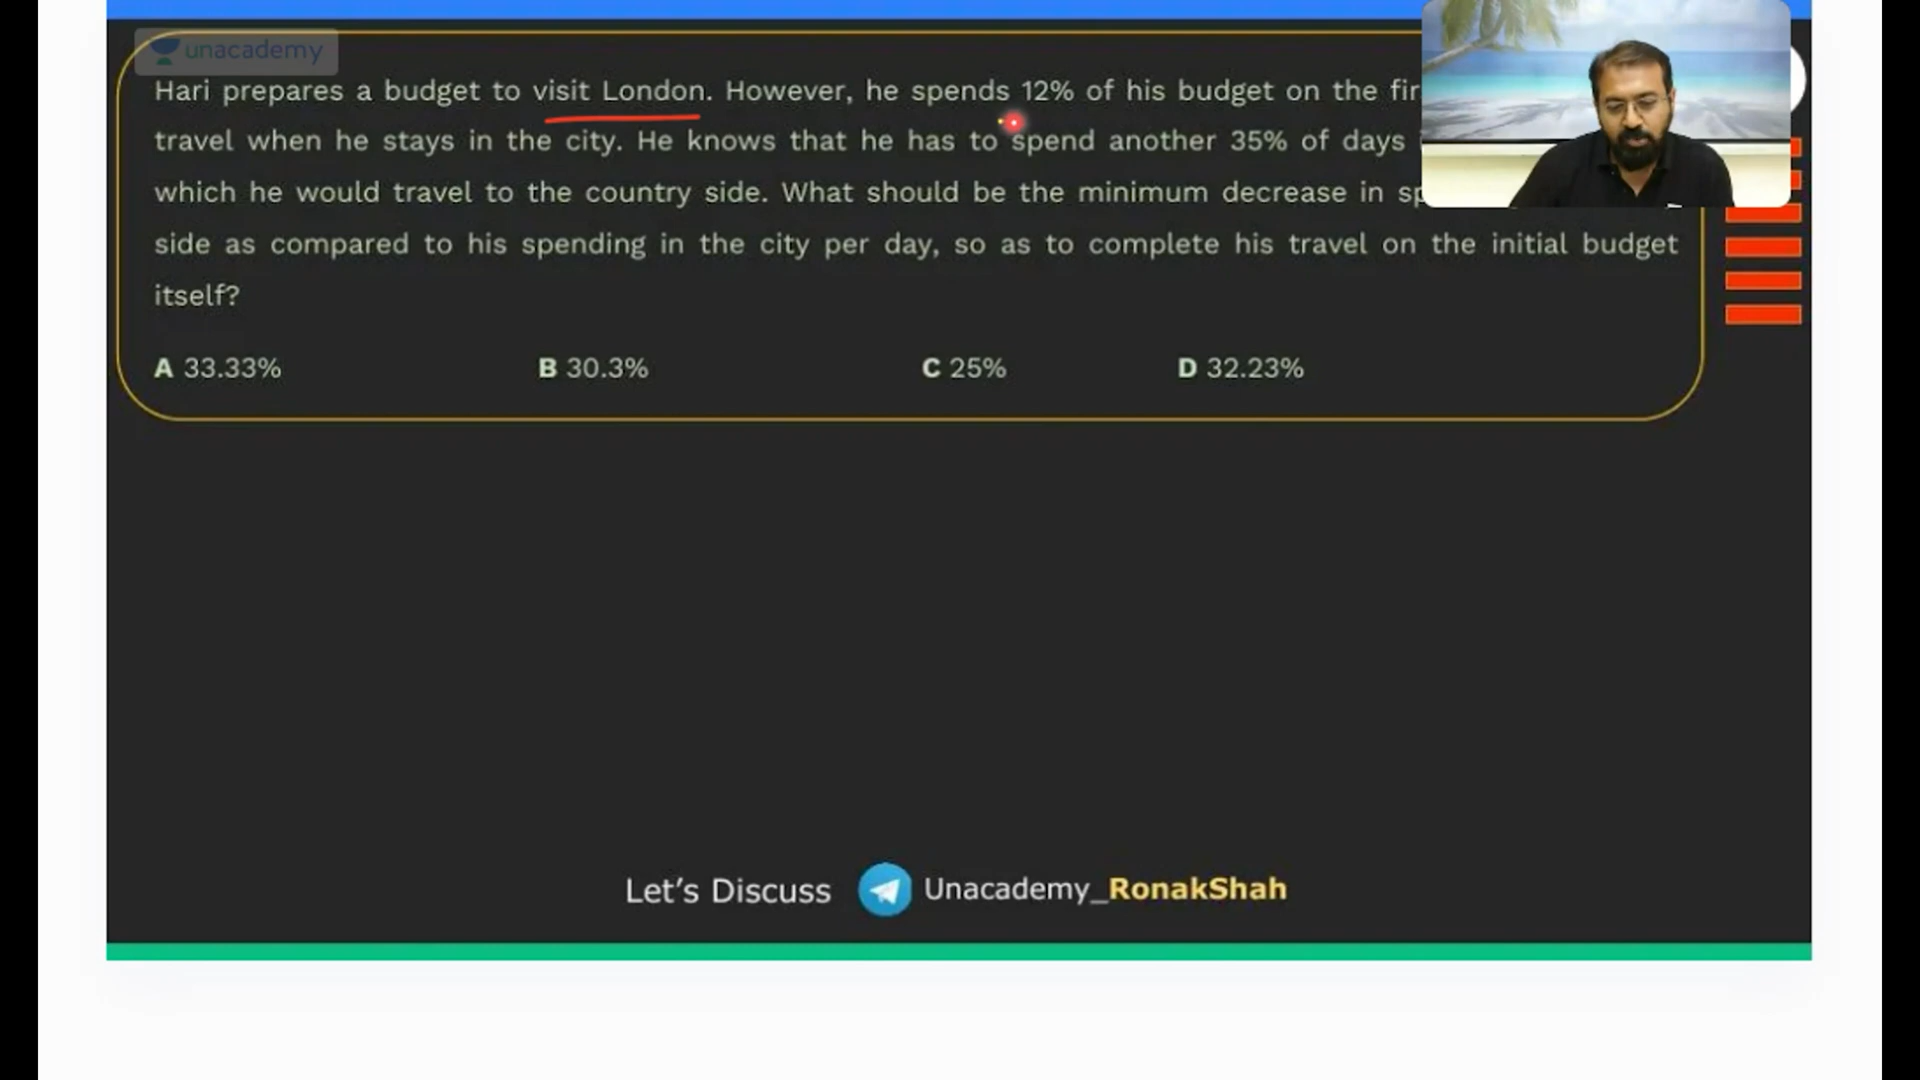 unacademy
Hari prepares a budget to visit London. However, he spends 12% of his budget on the
travel when he stays in the city. He knows that he has to spend another 35% of days
which he would travel to the country side. What should be the minimum decrease in
side as compared to his spending in the city per day, so as to complete his travel on the initial budget
itself?
A 33.33% B 30.3% C 25% D 32.23%
Let's Discuss Unacademy_RonakShah